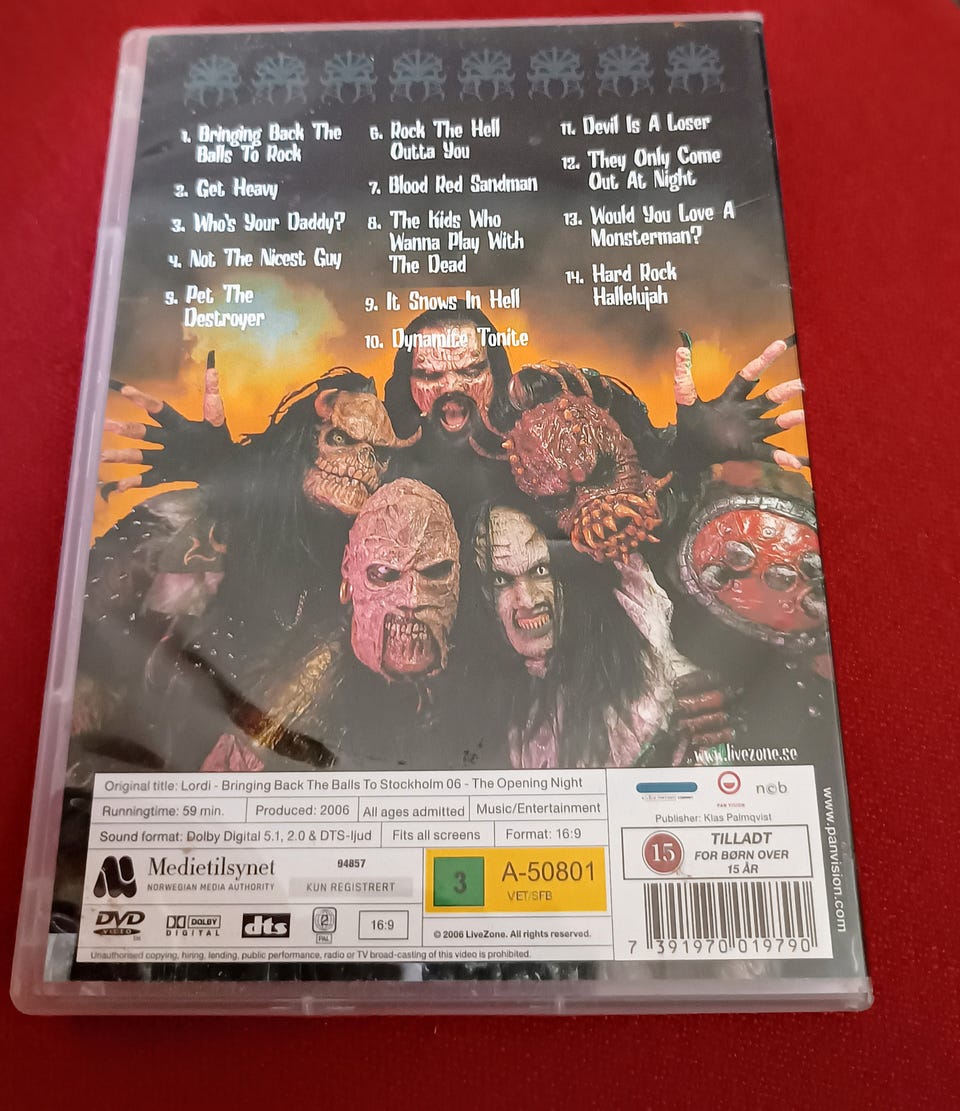 1. Bringing Back The
Balls To Rock
2. Get Heavy
3. Who's Your Daddy?
4. Not The Nicest Guy
5. Pet The
Destroyer
6. Rock The Hell
Outta You
7. Blood Red Sandman
8. The Kids Who
Wanna Play With
The Dead
9. It Snows In Hell
10. Dynamite Tonite
11. Devil Is A Loser
12. They Only Come
Out At Night
13. Would You Love A
Monsterman?
14. Hard Rock
Hallelujah
www.livezone.se
Original title: Lordi - Bringing Back The Balls To Stockholm 06 - The Opening Night
Runningtime: 59 min. Produced: 2006 All ages admitted Music/Entertainment
Sound format: Dolby Digital 5.1, 2.0 & DTS-ljud Fits all screens Format: 16:9
Medietilsynet 94857
NORWEGIAN MEDIA AUTHORITY KUN REGISTRERT
3 A-50801
VET/SFB
DVD VIDEO DOLBY DIGITAL dts 2 PAL 16:9
© 2006 LiveZone. All rights reserved.
Unauthorised copying, hiring, lending, public performance, radio or TV broad-casting of this video is prohibited.
PAN VISION
n©b
Publisher: Klas Palmqvist
15 TILLADT
FOR BØRN OVER
15 ÅR
7 391970 019790
www.panvision.com